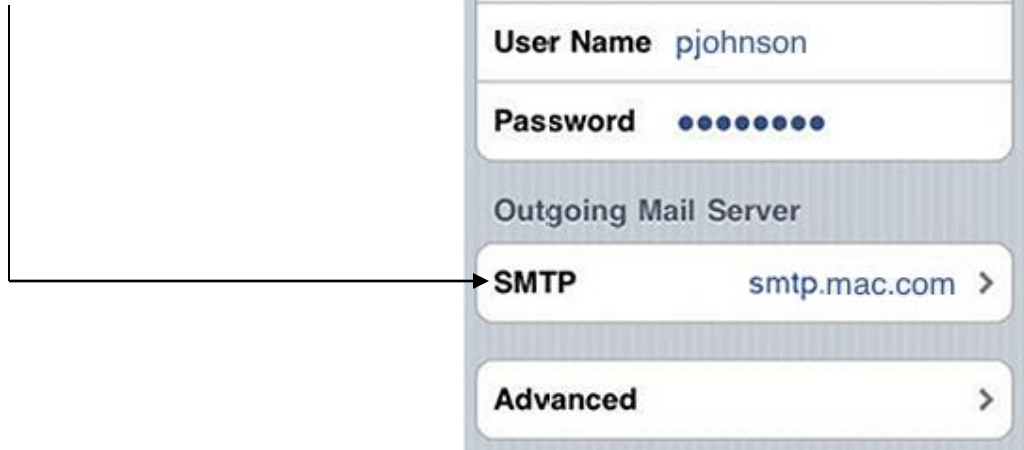 User Name pjohnson
Password ••••••••
Outgoing Mail Server
SMTP smtp.mac.com >
Advanced >